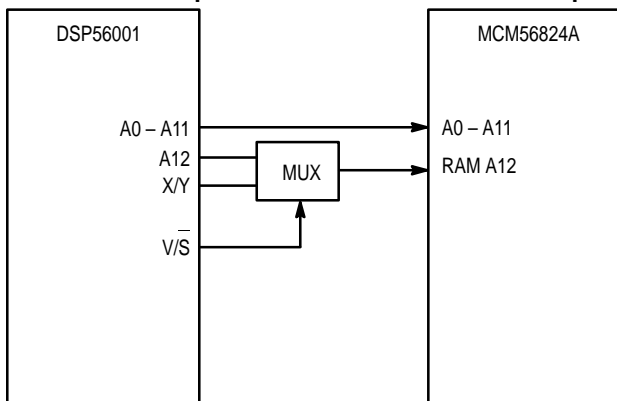 DSP56001
MCM56824A
A0 – A11
A0 – A11
A12
MUX
RAM A12
X/Y
V/S̅